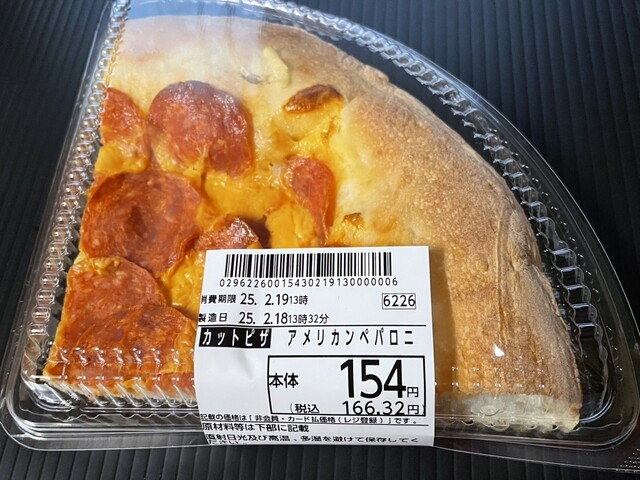 0296226001543021913000000​6
消費期限 25. 2.19 13時 6226
製造日 25. 2.18 13時32分
カットピザ アメリカンペパロニ
本体 154円
(税込 166.32円)
記載の価格は「非会員・カード払価格(レジ登録)」です。
原材料等は下部に記載
直射日光及び高温、多湿を避けて保存してく
ださい。